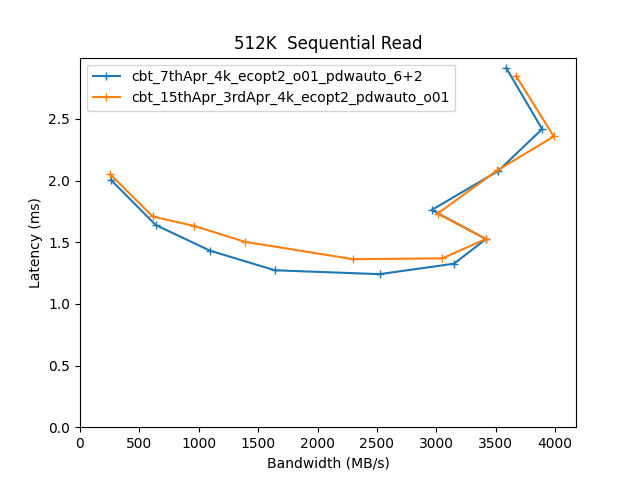 512K  Sequential Read
cbt_7thApr_4k_ecopt2_o01_pdwauto_6+2
cbt_15thApr_3rdApr_4k_ecopt2_pdwauto_o01
Latency (ms)
2.5
2.0
1.5
1.0
0.5
0.0
0 500 1000 1500 2000 2500 3000 3500 4000
Bandwidth (MB/s)